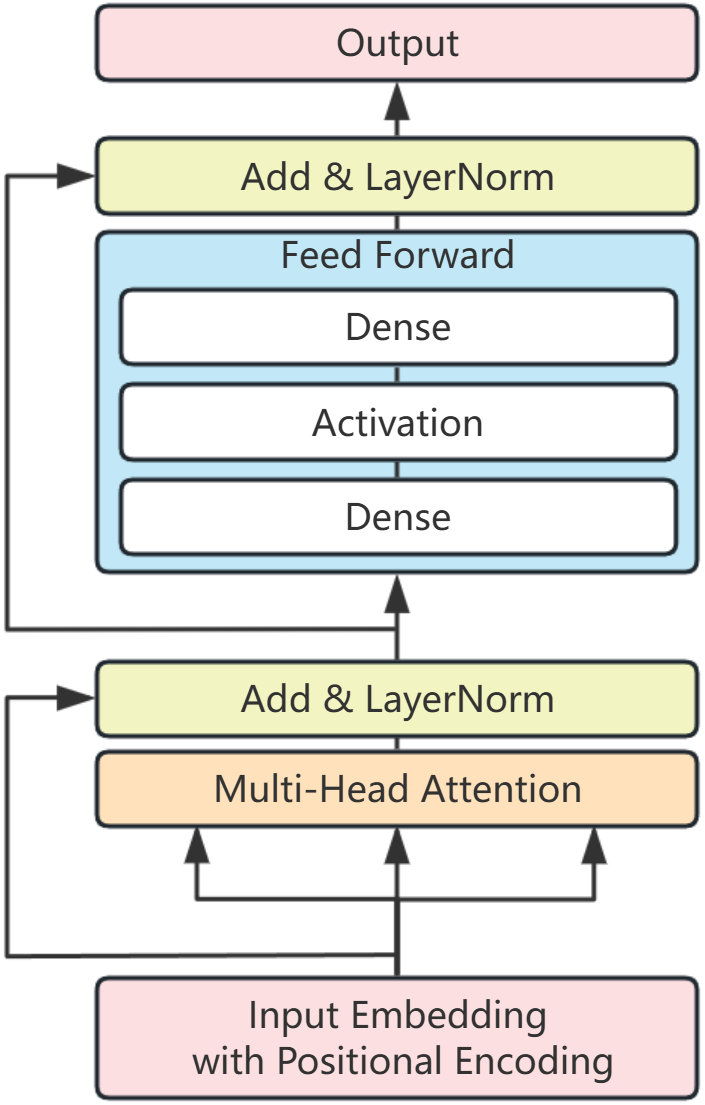 Output
Add & LayerNorm
Feed Forward
Dense
Activation
Dense
Add & LayerNorm
Multi-Head Attention
Input Embedding
with Positional Encoding